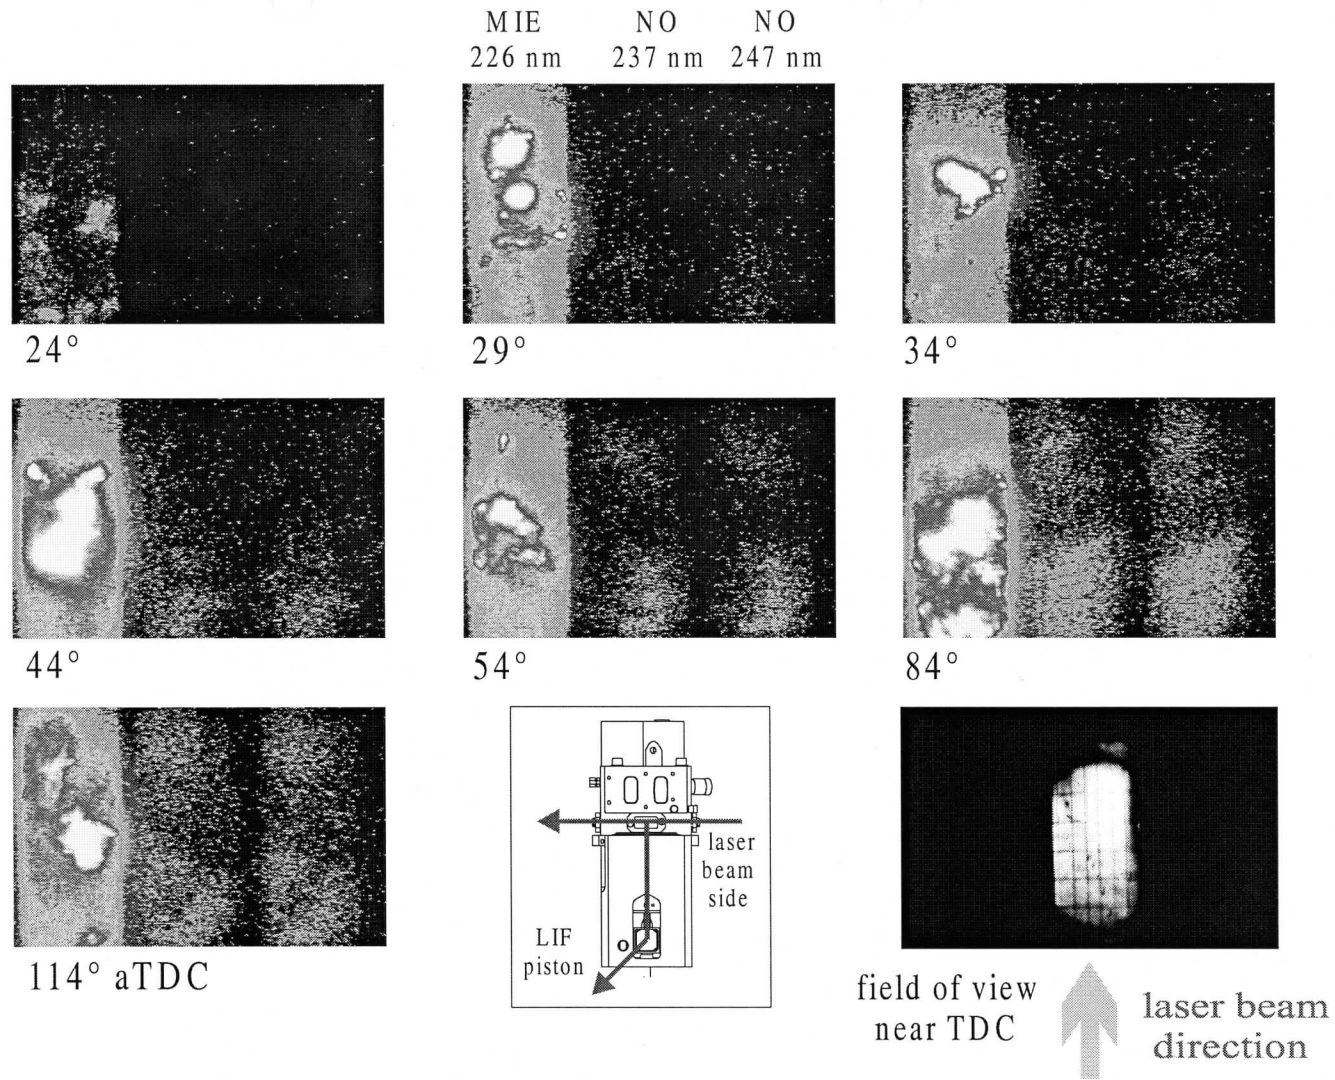 MIE NO NO
226 nm 237 nm 247 nm
24°
29°
34°
44°
54°
84°
114° aTDC
laser
beam
side
LIF
piston
O
field of view
near TDC
laser beam
direction